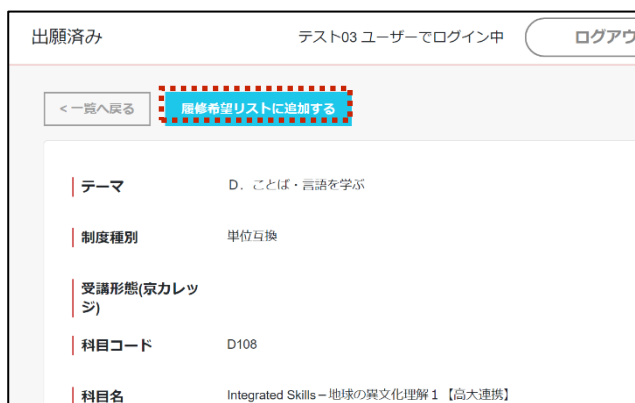 出願済み
テスト03 ユーザーでログイン中
ログアウ
< 一覧へ戻る
履修希望リストに追加する
テーマ
D．ことば・言語を学ぶ
制度種別
単位互換
受講形態(京カレッ
ジ)
科目コード
D108
科目名
Integrated Skills－地球の異文化理解１【高大連携】